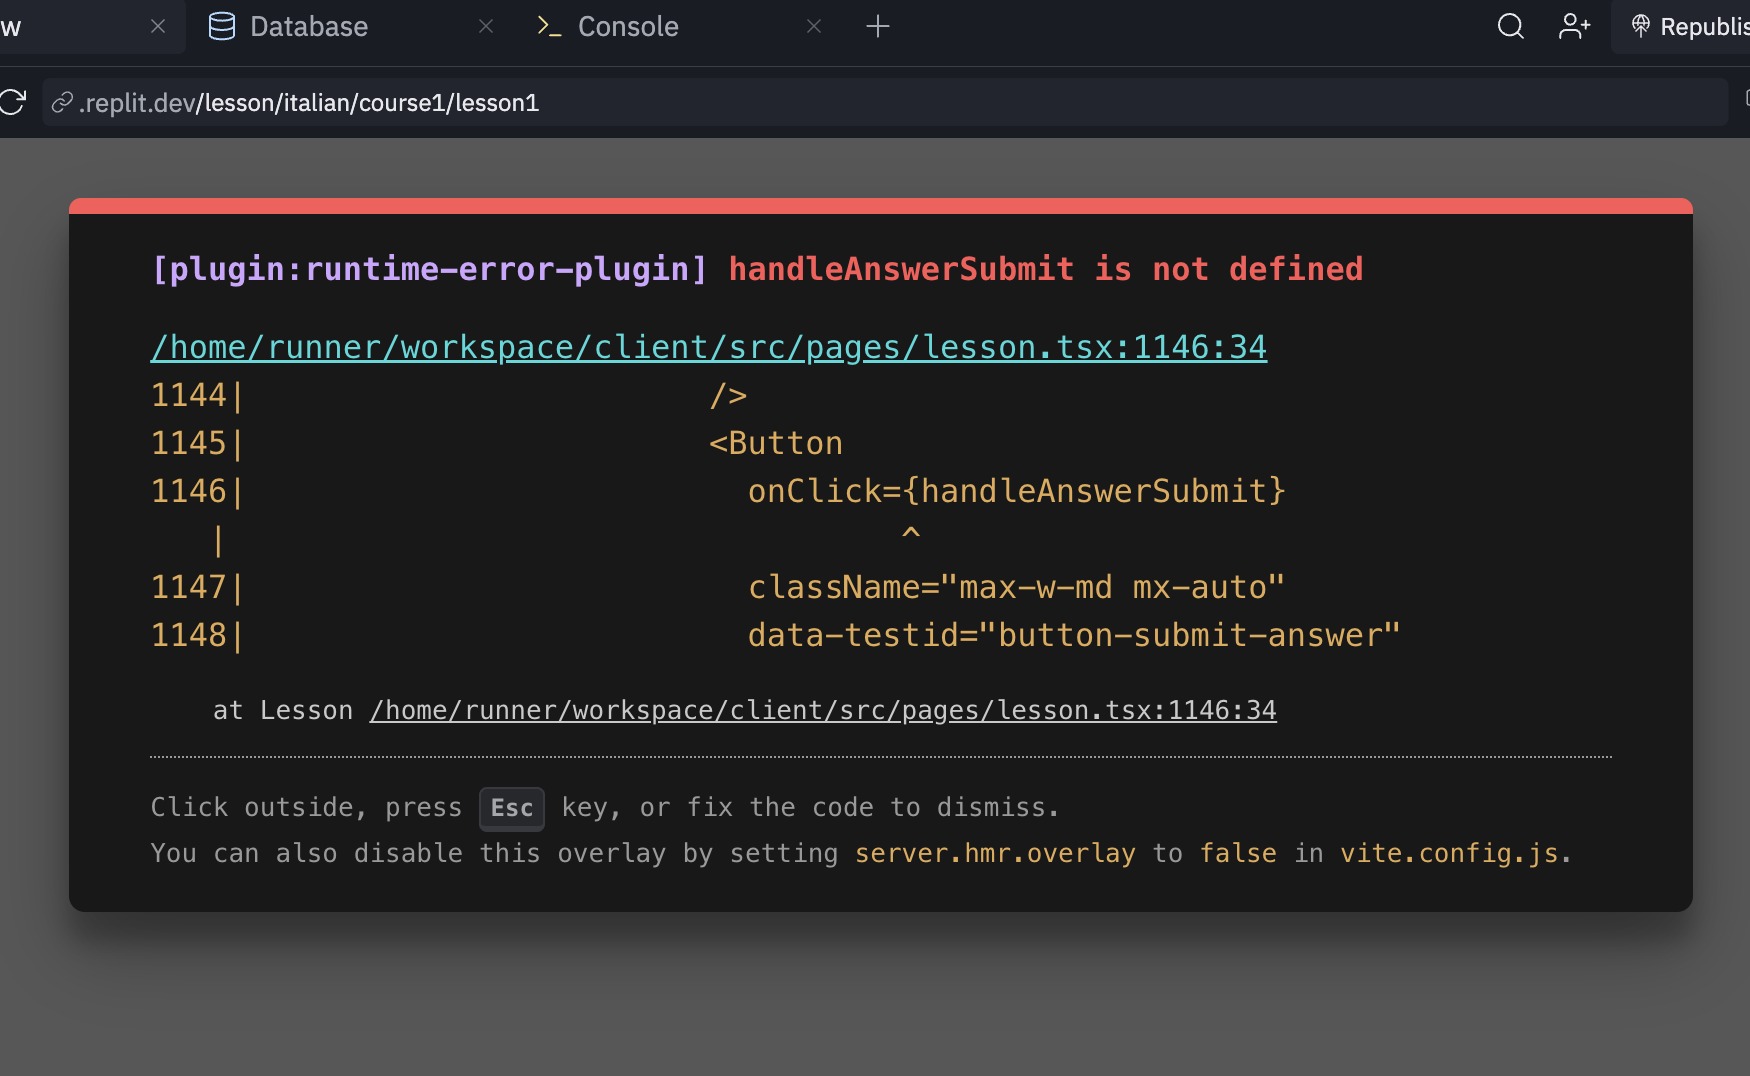 w
Database
Console
Republis
.replit.dev/lesson/italian/course1/lesson1
[plugin:runtime-error-plugin] handleAnswerSubmit is not defined
/home/runner/workspace/client/src/pages/lesson.tsx:1146:34
1144| />
1145| <Button
1146| onClick={handleAnswerSubmit}
| ^
1147| className="max-w-md mx-auto"
1148| data-testid="button-submit-answer"
at Lesson /home/runner/workspace/client/src/pages/lesson.tsx:1146:34
Click outside, press Esc key, or fix the code to dismiss.
You can also disable this overlay by setting server.hmr.overlay to false in vite.config.js.